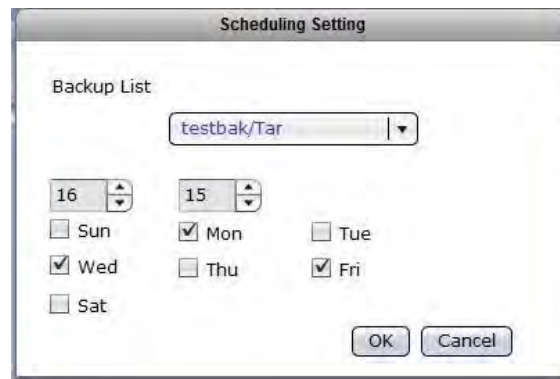 Scheduling Setting
Backup List
testbak/Tar
16 15
Sun Mon Tue
Wed Thu Fri
Sat
OK Cancel